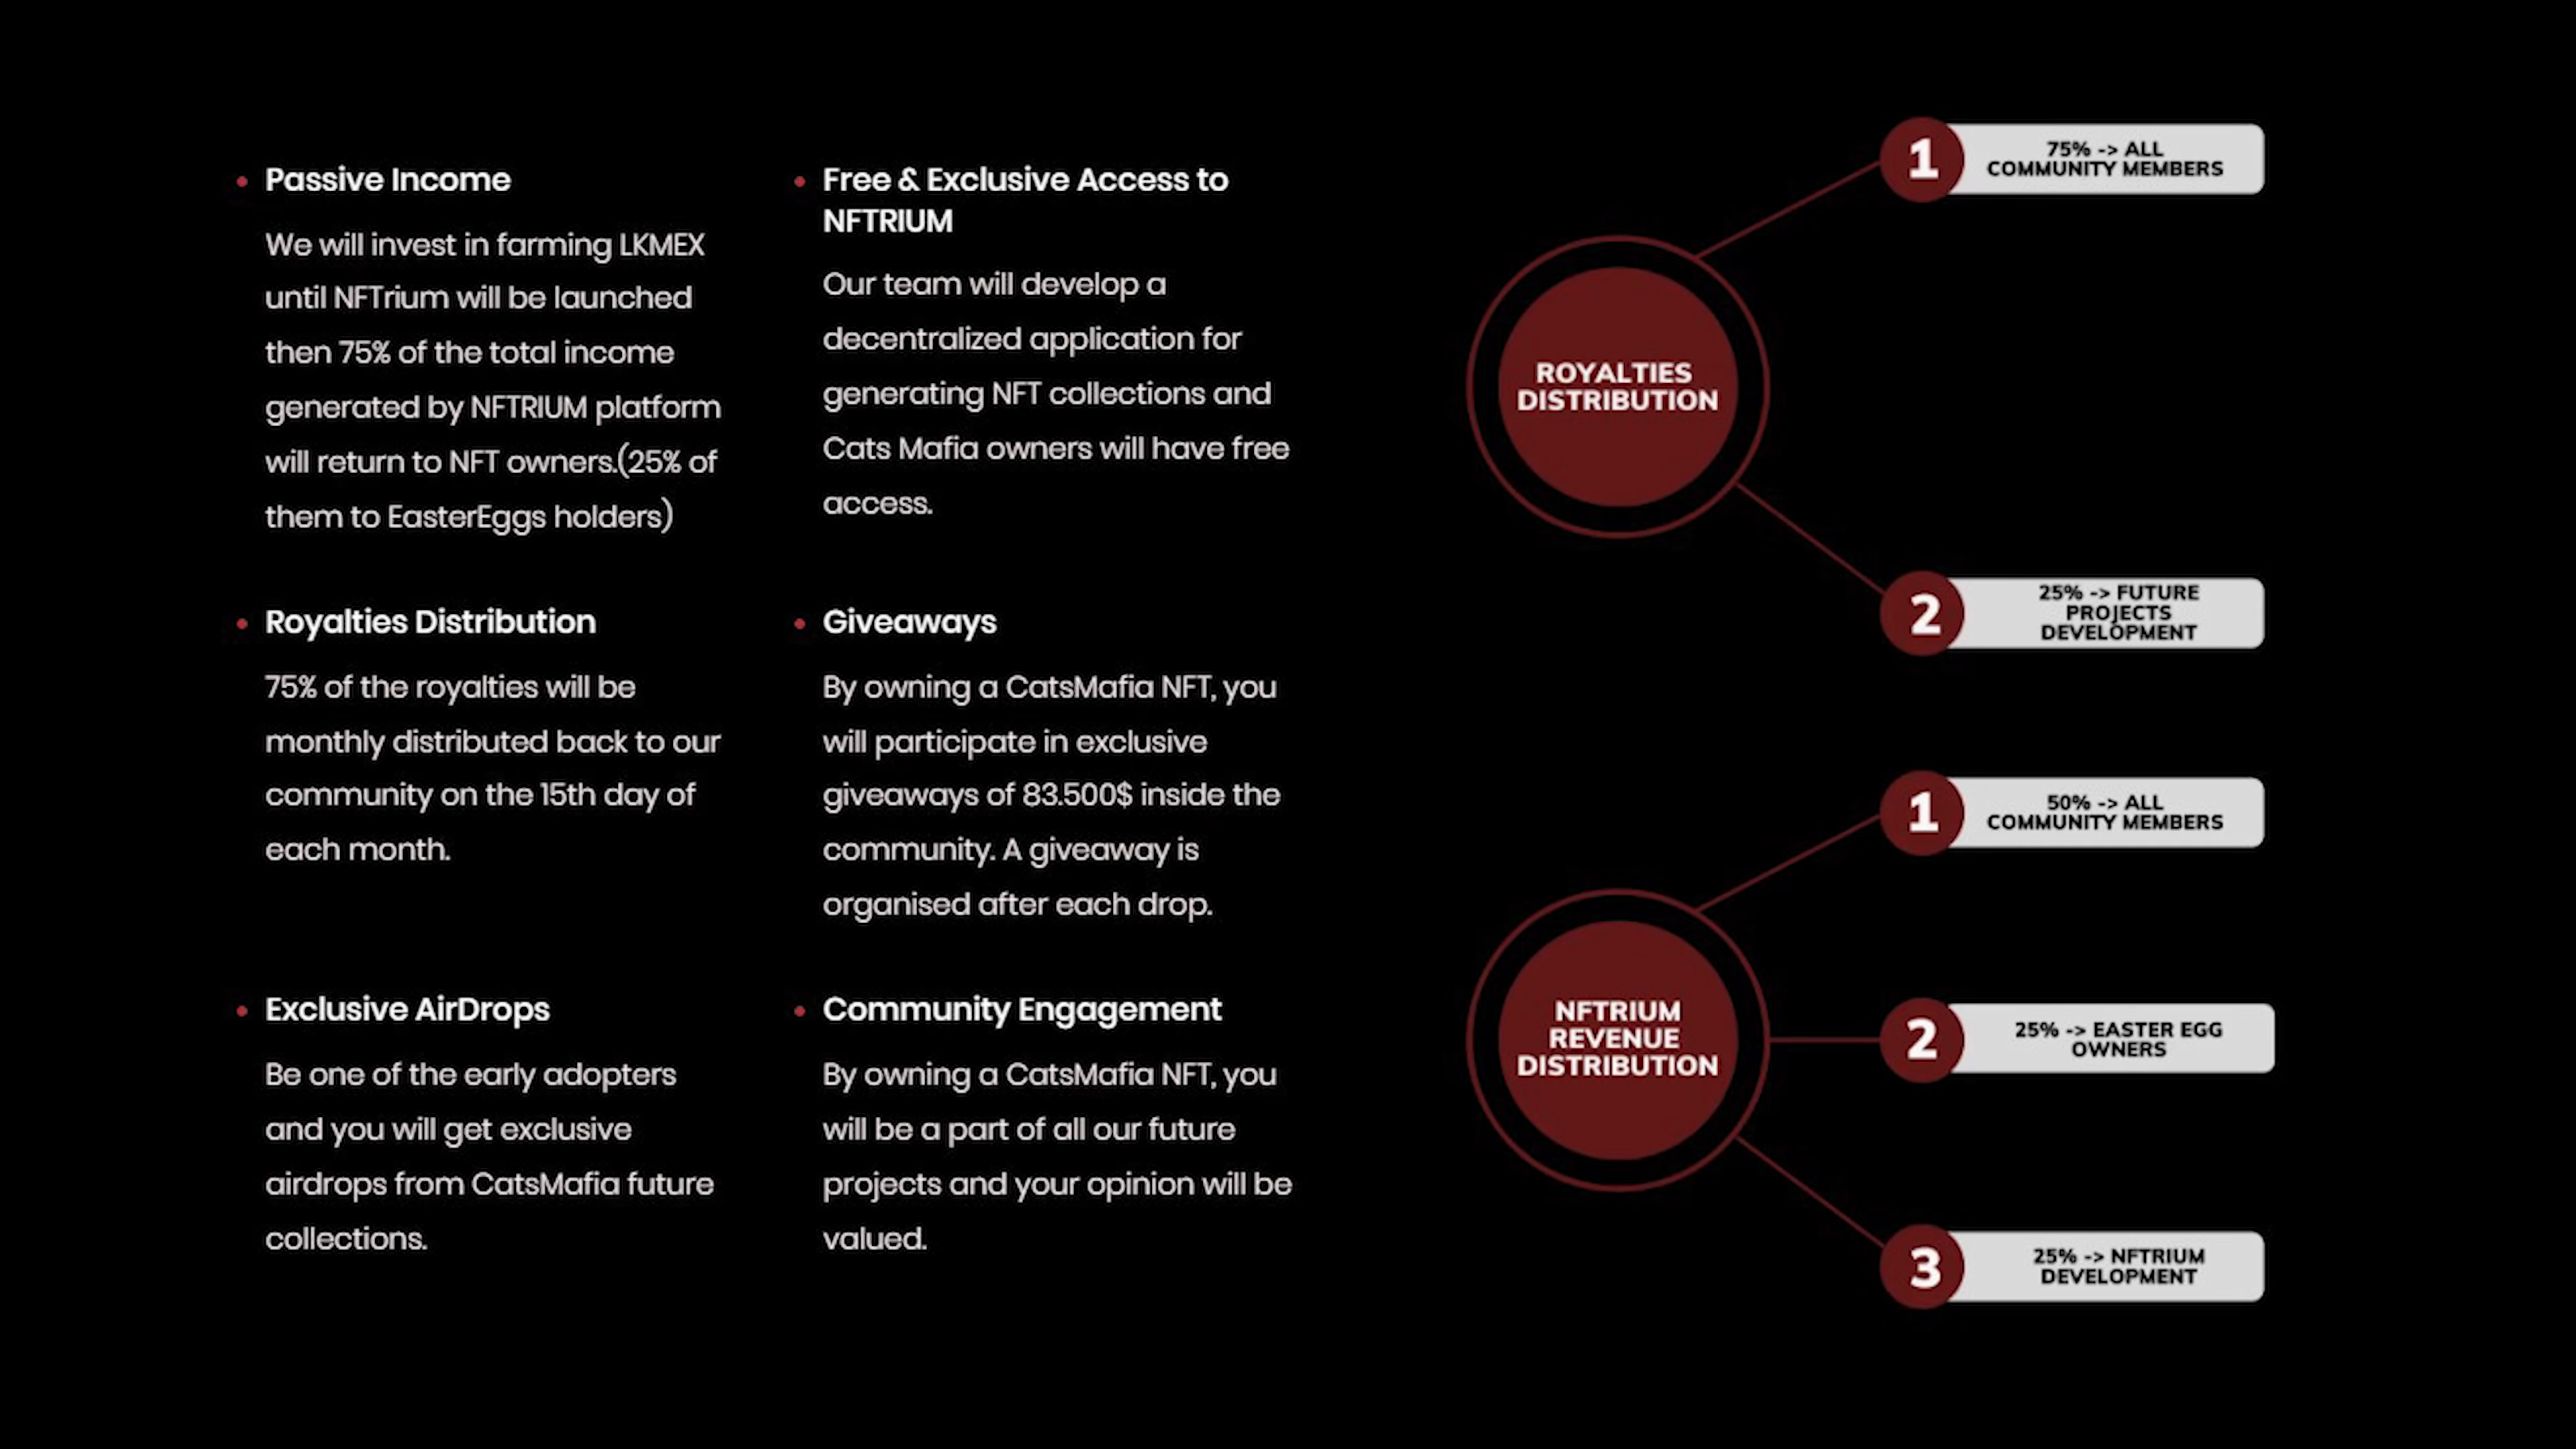 Passive Income
We will invest in farming LKMEX
until NFTrium will be launched
then 75% of the total income
generated by NFTRIUM platform
will return to NFT owners.(25% of
them to EasterEggs holders)
Free & Exclusive Access to
NFTRIUM
Our team will develop a
decentralized application for
generating NFT collections and
Cats Mafia owners will have free
access.
Royalties Distribution
75% of the royalties will be
monthly distributed back to our
community on the 15th day of
each month.
Giveaways
By owning a CatsMafia NFT, you
will participate in exclusive
giveaways of 83.500$ inside the
community. A giveaway is
organised after each drop.
Exclusive AirDrops
Be one of the early adopters
and you will get exclusive
airdrops from CatsMafia future
collections.
Community Engagement
By owning a CatsMafia NFT, you
will be a part of all our future
projects and your opinion will be
valued.
ROYALTIES
DISTRIBUTION
1
75% -> ALL
COMMUNITY MEMBERS
2
25% -> FUTURE
PROJECTS
DEVELOPMENT
NFTRIUM
REVENUE
DISTRIBUTION
1
50% -> ALL
COMMUNITY MEMBERS
2
25% -> EASTER EGG
OWNERS
3
25% -> NFTRIUM
DEVELOPMENT